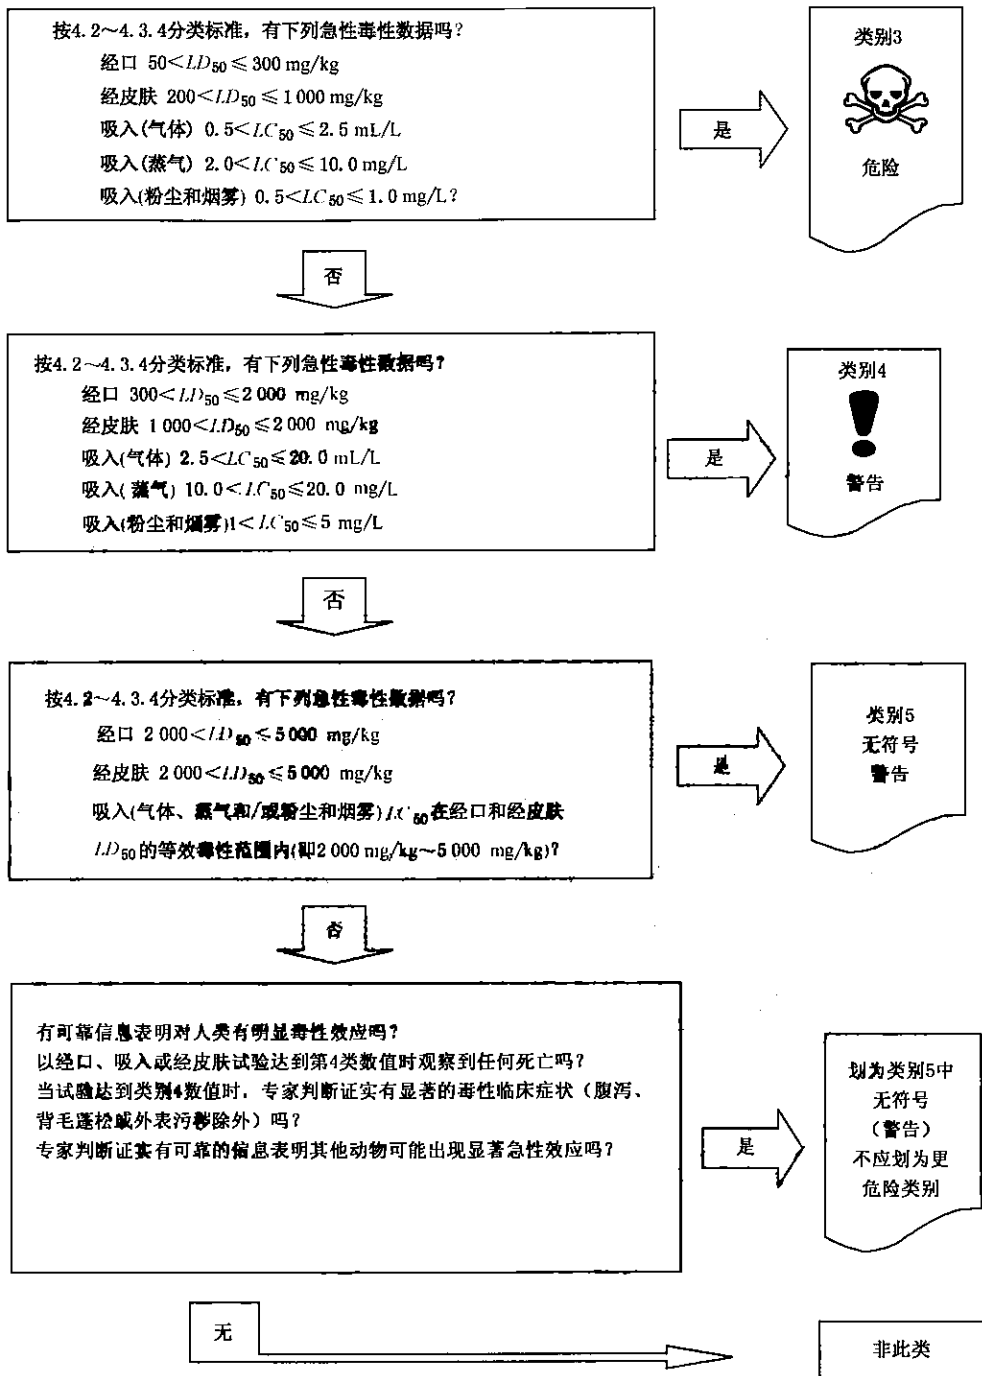 按4.2～4.3.4分类标准，有下列急性毒性数据吗？
经口 50<LD50≤300 mg/kg
经皮肤 200<LD50≤1 000 mg/kg
吸入(气体) 0.5<LC50≤2.5 mL/L
吸入(蒸气) 2.0<LC50≤10.0 mg/L
吸入(粉尘和烟雾) 0.5<LC50≤1.0 mg/L？
是
类别3
危险
否
按4.2～4.3.4分类标准，有下列急性毒性数据吗？
经口 300<LD50≤2 000 mg/kg
经皮肤 1 000<LD50≤2 000 mg/kg
吸入(气体) 2.5<LC50≤20.0 mL/L
吸入(蒸气) 10.0<LC50≤20.0 mg/L
吸入(粉尘和烟雾)1<LC50≤5 mg/L
是
类别4
警告
否
按4.2～4.3.4分类标准，有下列急性毒性数据吗？
经口 2 000<LD50≤5 000 mg/kg
经皮肤 2 000<LD50≤5 000 mg/kg
吸入(气体、蒸气和/或粉尘和烟雾)LC50在经口和经皮肤
LD50的等效毒性范围内(即2 000 mg/kg～5 000 mg/kg)？
是
类别5
无符号
警告
否
有可靠信息表明对人类有明显毒性效应吗？
以经口、吸入或经皮肤试验达到第4类数值时观察到任何死亡吗？
当试验达到类别4数值时，专家判断证实有显著的毒性临床症状（腹泻、
背毛蓬松或外表污秽除外）吗？
专家判断证实有可靠的信息表明其他动物可能出现显著急性效应吗？
是
划为类别5中
无符号
（警告）
不应划为更
危险类别
无
非此类